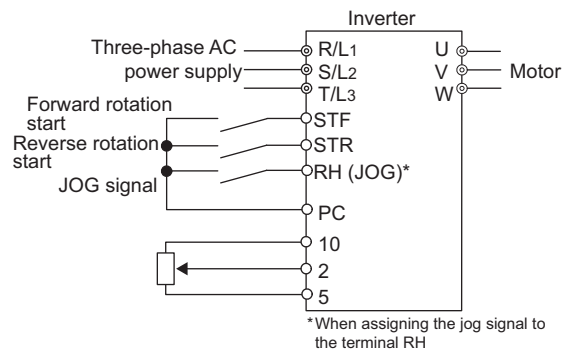 Inverter
Three-phase AC
power supply
R/L1
S/L2
T/L3
U
V
W
Motor
Forward rotation
start
STF
Reverse rotation
start
STR
JOG signal
RH (JOG)*
PC
10
2
5
*When assigning the jog signal to
the terminal RH